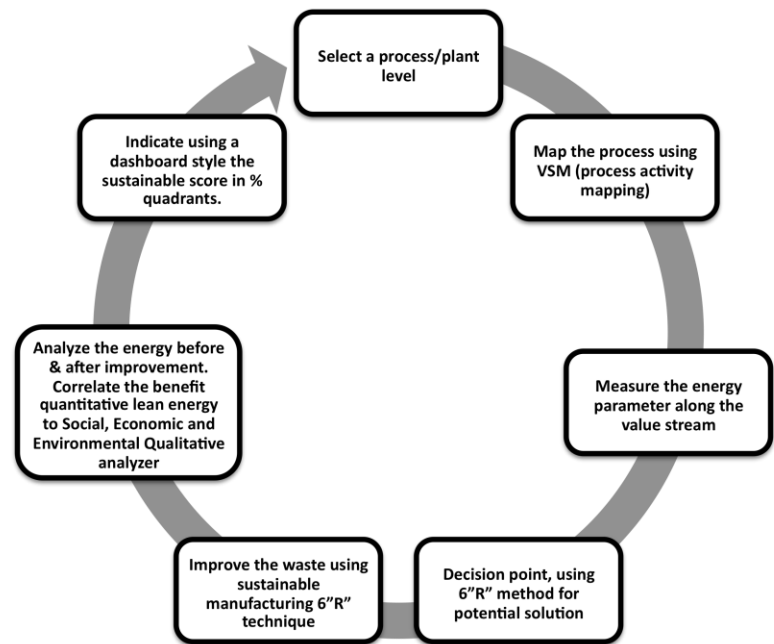 Select a process/plant
level
Map the process using
VSM (process activity
mapping)
Measure the energy
parameter along the
value stream
Decision point, using
6”R” method for
potential solution
Improve the waste using
sustainable
manufacturing 6”R”
technique
Analyze the energy before
& after improvement.
Correlate the benefit
quantitative lean energy
to Social, Economic and
Environmental Qualitative
analyzer
Indicate using a
dashboard style the
sustainable score in %
quadrants.